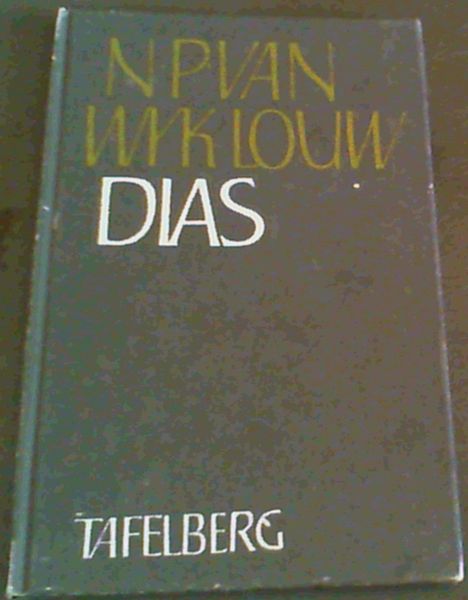 N P VAN
WYK LOUW
DIAS
TAFELBERG